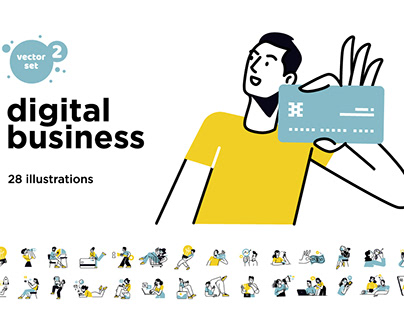 vector
set
2
digital
business
28 illustrations